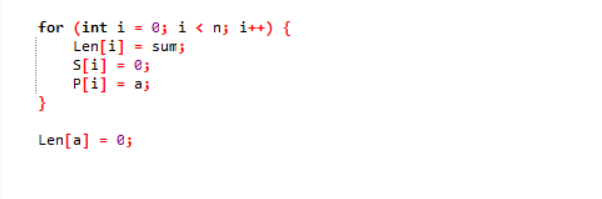 for (int i = 0; i < n; i++) {
Len[i] = sum;
S[i] = 0;
P[i] = a;
}
Len[a] = 0;